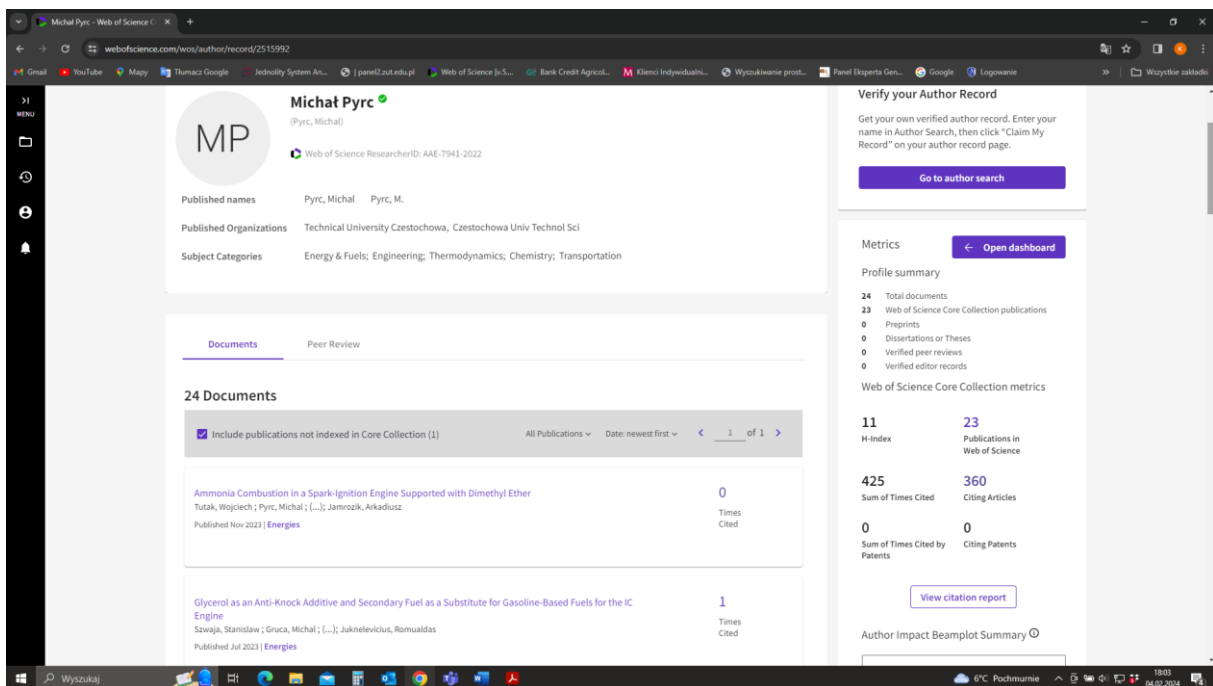 Michał Pyrc - Web of Science C
webofscience.com/wos/author/record/2515992
Gmail YouTube Mapy Tłumacz Google Jednolity System An... | panel2.zut.edu.pl Web of Science [v.5.... Bank Credit Agricol... Klienci Indywidualni... Wyszukiwanie prost... Panel Eksperta Gen... Google Logowanie » Wszystkie zakładki
MENU
MP
Michał Pyrc
(Pyrc, Michal)
Web of Science ResearcherID: AAE-7941-2022
Published names Pyrc, Michal Pyrc, M.
Published Organizations Technical University Czestochowa, Czestochowa Univ Technol Sci
Subject Categories Energy & Fuels; Engineering; Thermodynamics; Chemistry; Transportation
Documents Peer Review
24 Documents
Include publications not indexed in Core Collection (1) All Publications Date: newest first 1 of 1
Ammonia Combustion in a Spark-Ignition Engine Supported with Dimethyl Ether
Tutak, Wojciech ; Pyrc, Michal ; (...); Jamrozik, Arkadiusz
Published Nov 2023 | Energies
0
Times
Cited
Glycerol as an Anti-Knock Additive and Secondary Fuel as a Substitute for Gasoline-Based Fuels for the IC
Engine
Szwaja, Stanislaw ; Gruca, Michal ; (...); Juknelevicius, Romualdas
Published Jul 2023 | Energies
1
Times
Cited
Verify your Author Record
Get your own verified author record. Enter your
name in Author Search, then click "Claim My
Record" on your author record page.
Go to author search
Metrics
Open dashboard
Profile summary
24 Total documents
23 Web of Science Core Collection publications
0 Preprints
0 Dissertations or Theses
0 Verified peer reviews
0 Verified editor records
Web of Science Core Collection metrics
11 23
H-Index Publications in
Web of Science
425 360
Sum of Times Cited Citing Articles
0 0
Sum of Times Cited by Citing Patents
Patents
View citation report
Author Impact Beamplot Summary
Wyszukaj
6°C Pochmurnie
18:03
04.02.2024